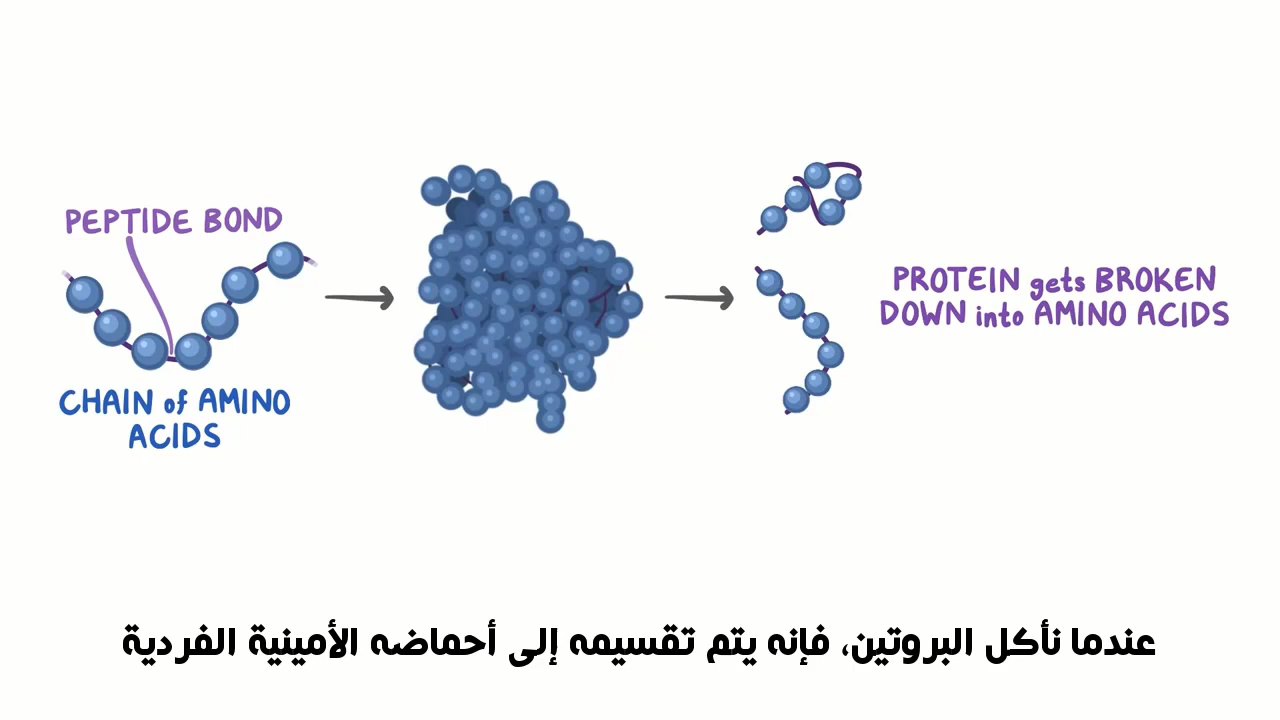 PEPTIDE BOND
CHAIN of AMINO
ACIDS
PROTEIN gets BROKEN
DOWN into AMINO ACIDS
عندما نأكل البروتين، فإنه يتم تقسيمه إلى أحماضه الأمينية الفردية